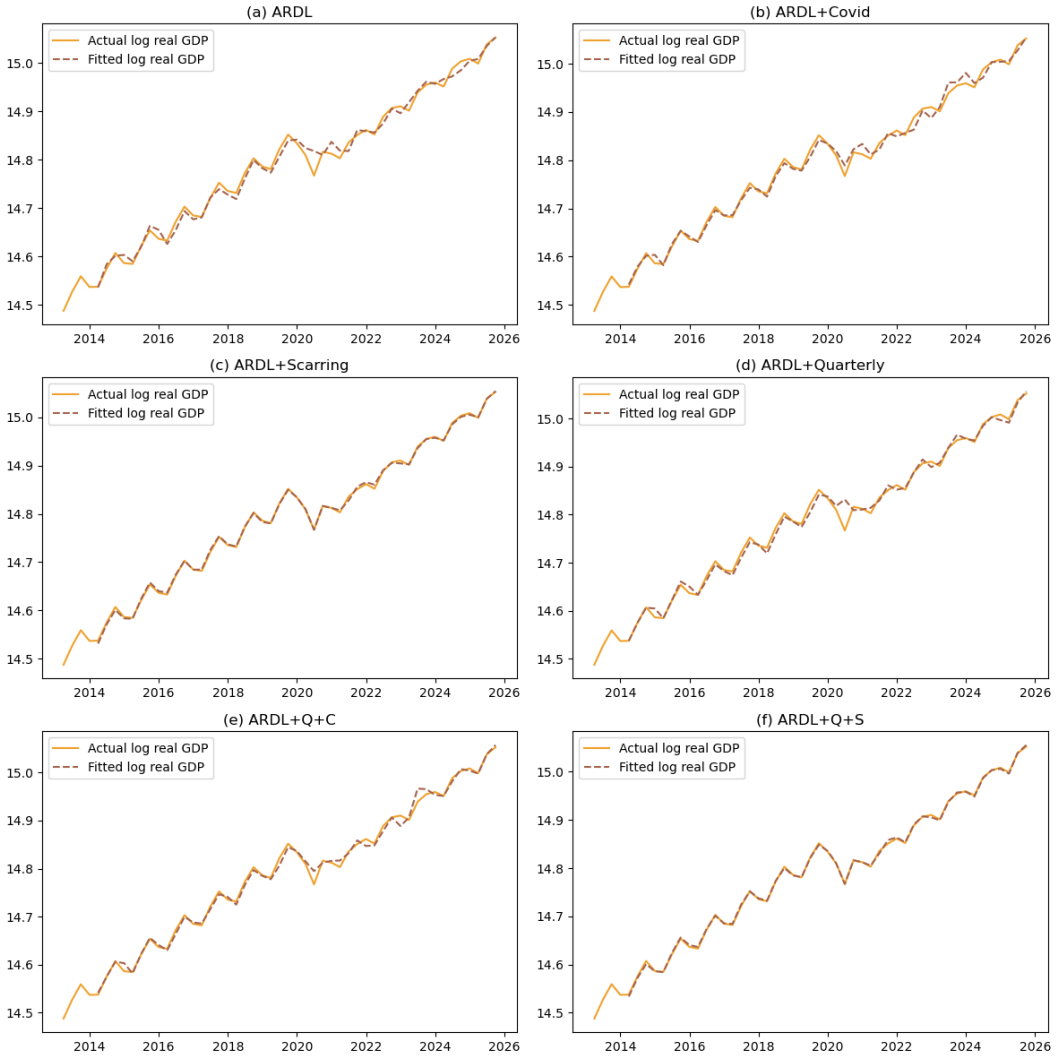 (a) ARDL
Actual log real GDP
Fitted log real GDP
15.0
14.9
14.8
14.7
14.6
14.5
2014 2016 2018 2020 2022 2024 2026
(b) ARDL+Covid
Actual log real GDP
Fitted log real GDP
15.0
14.9
14.8
14.7
14.6
14.5
2014 2016 2018 2020 2022 2024 2026
(c) ARDL+Scarring
Actual log real GDP
Fitted log real GDP
15.0
14.9
14.8
14.7
14.6
14.5
2014 2016 2018 2020 2022 2024 2026
(d) ARDL+Quarterly
Actual log real GDP
Fitted log real GDP
15.0
14.9
14.8
14.7
14.6
14.5
2014 2016 2018 2020 2022 2024 2026
(e) ARDL+Q+C
Actual log real GDP
Fitted log real GDP
15.0
14.9
14.8
14.7
14.6
14.5
2014 2016 2018 2020 2022 2024 2026
(f) ARDL+Q+S
Actual log real GDP
Fitted log real GDP
15.0
14.9
14.8
14.7
14.6
14.5
2014 2016 2018 2020 2022 2024 2026